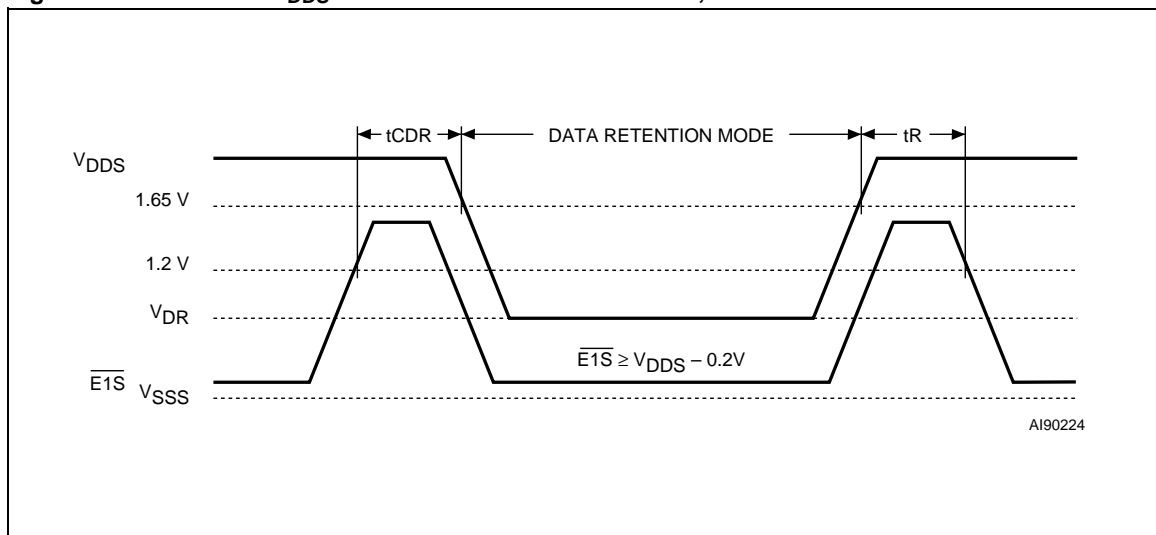 tCDR DATA RETENTION MODE tR
VDDS
1.65 V
1.2 V
VDR
E1S ≥ VDDS – 0.2V
E1S VSSS
AI90224